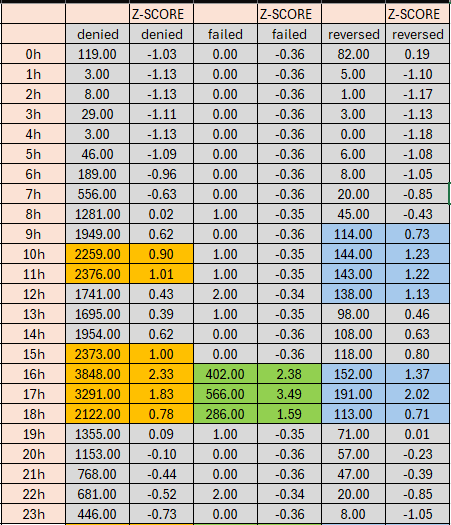 Z-SCORE Z-SCORE Z-SCORE
denied denied failed failed reversed reversed
0h 119.00 -1.03 0.00 -0.36 82.00 0.19
1h 3.00 -1.13 0.00 -0.36 5.00 -1.10
2h 8.00 -1.13 0.00 -0.36 1.00 -1.17
3h 29.00 -1.11 0.00 -0.36 3.00 -1.13
4h 3.00 -1.13 0.00 -0.36 0.00 -1.18
5h 46.00 -1.09 0.00 -0.36 6.00 -1.08
6h 189.00 -0.96 0.00 -0.36 8.00 -1.05
7h 556.00 -0.63 0.00 -0.36 20.00 -0.85
8h 1281.00 0.02 1.00 -0.35 45.00 -0.43
9h 1949.00 0.62 0.00 -0.36 114.00 0.73
10h 2259.00 0.90 1.00 -0.35 144.00 1.23
11h 2376.00 1.01 1.00 -0.35 143.00 1.22
12h 1741.00 0.43 2.00 -0.34 138.00 1.13
13h 1695.00 0.39 1.00 -0.35 98.00 0.46
14h 1954.00 0.62 0.00 -0.36 108.00 0.63
15h 2373.00 1.00 0.00 -0.36 118.00 0.80
16h 3848.00 2.33 402.00 2.38 152.00 1.37
17h 3291.00 1.83 566.00 3.49 191.00 2.02
18h 2122.00 0.78 286.00 1.59 113.00 0.71
19h 1355.00 0.09 1.00 -0.35 71.00 0.01
20h 1153.00 -0.10 0.00 -0.36 57.00 -0.23
21h 768.00 -0.44 0.00 -0.36 47.00 -0.39
22h 681.00 -0.52 2.00 -0.34 20.00 -0.85
23h 446.00 -0.73 0.00 -0.36 8.00 -1.05